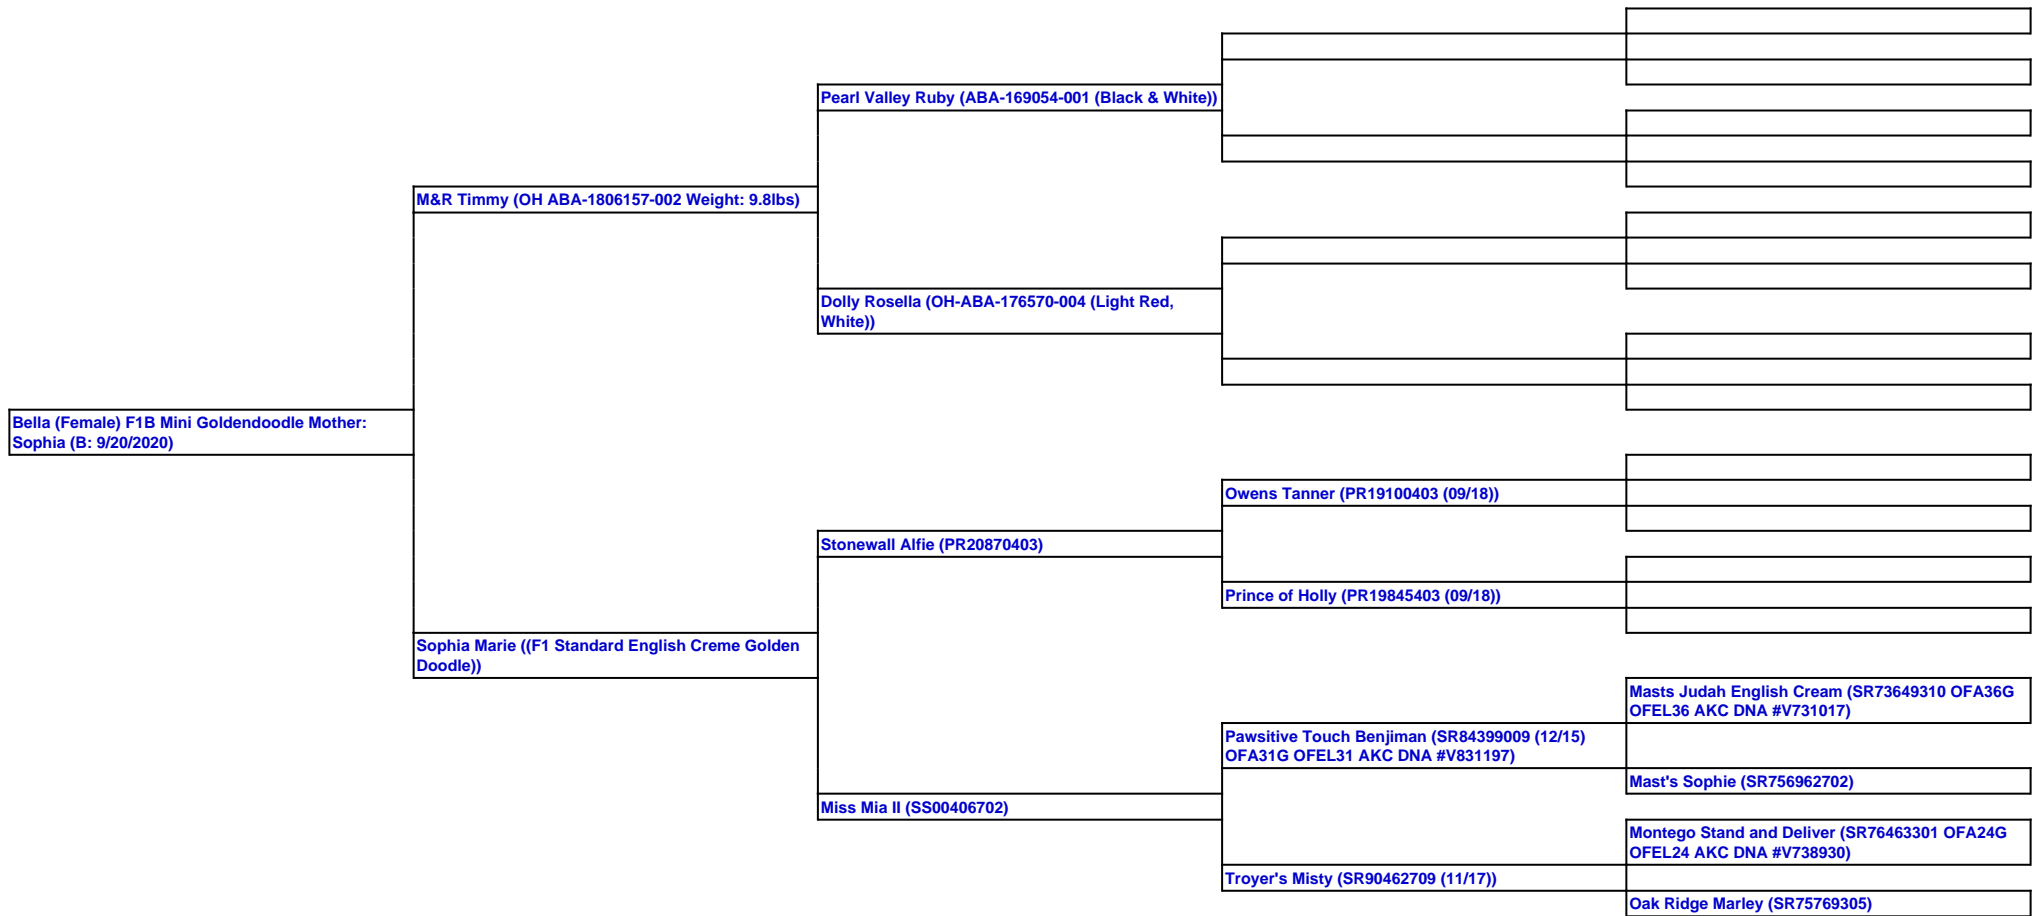 Pearl Valley Ruby (ABA-169054-001 (Black & White))
M&R Timmy (OH ABA-1806157-002 Weight: 9.8lbs)
Dolly Rosella (OH-ABA-176570-004 (Light Red,
White))
Bella (Female) F1B Mini Goldendoodle Mother:
Sophia (B: 9/20/2020)
Owens Tanner (PR19100403 (09/18))
Stonewall Alfie (PR20870403)
Prince of Holly (PR19845403 (09/18))
Sophia Marie ((F1 Standard English Creme Golden
Doodle))
Masts Judah English Cream (SR73649310 OFA36G
OFEL36 AKC DNA #V731017)
Pawsitive Touch Benjiman (SR84399009 (12/15)
OFA31G OFEL31 AKC DNA #V831197)
Mast's Sophie (SR756962702)
Miss Mia II (SS00406702)
Montego Stand and Deliver (SR76463301 OFA24G
OFEL24 AKC DNA #V738930)
Troyer's Misty (SR90462709 (11/17))
Oak Ridge Marley (SR75769305)